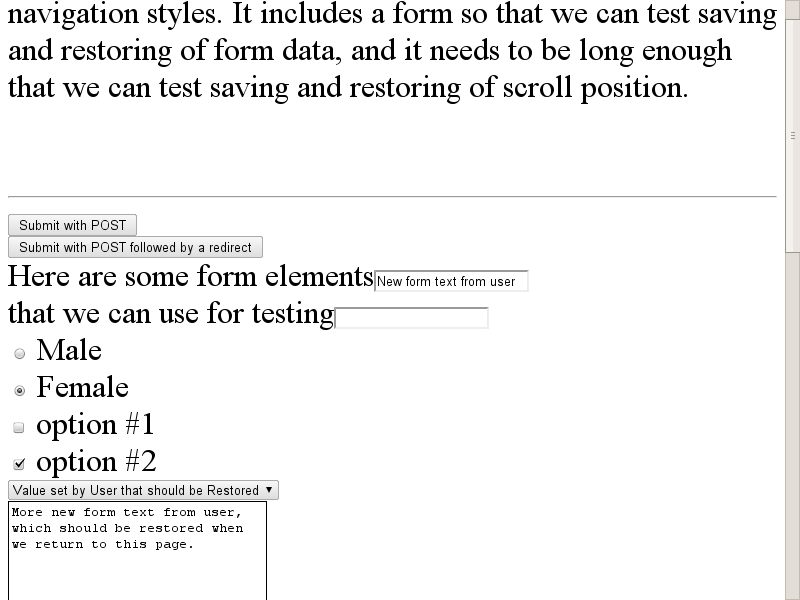 navigation styles. It includes a form so that we can test saving
and restoring of form data, and it needs to be long enough
that we can test saving and restoring of scroll position.
Submit with POST
Submit with POST followed by a redirect
Here are some form elements New form text from user
that we can use for testing
Male
Female
option #1
option #2
Value set by User that should be Restored
More new form text from user,
which should be restored when
we return to this page.